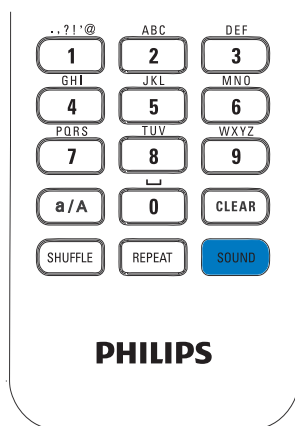 .,?!'@ ABC DEF
1 2 3
GHI JKL MNO
4 5 6
PQRS TUV WXYZ
7 8 9
a/A 0 CLEAR
SHUFFLE REPEAT SOUND
PHILIPS